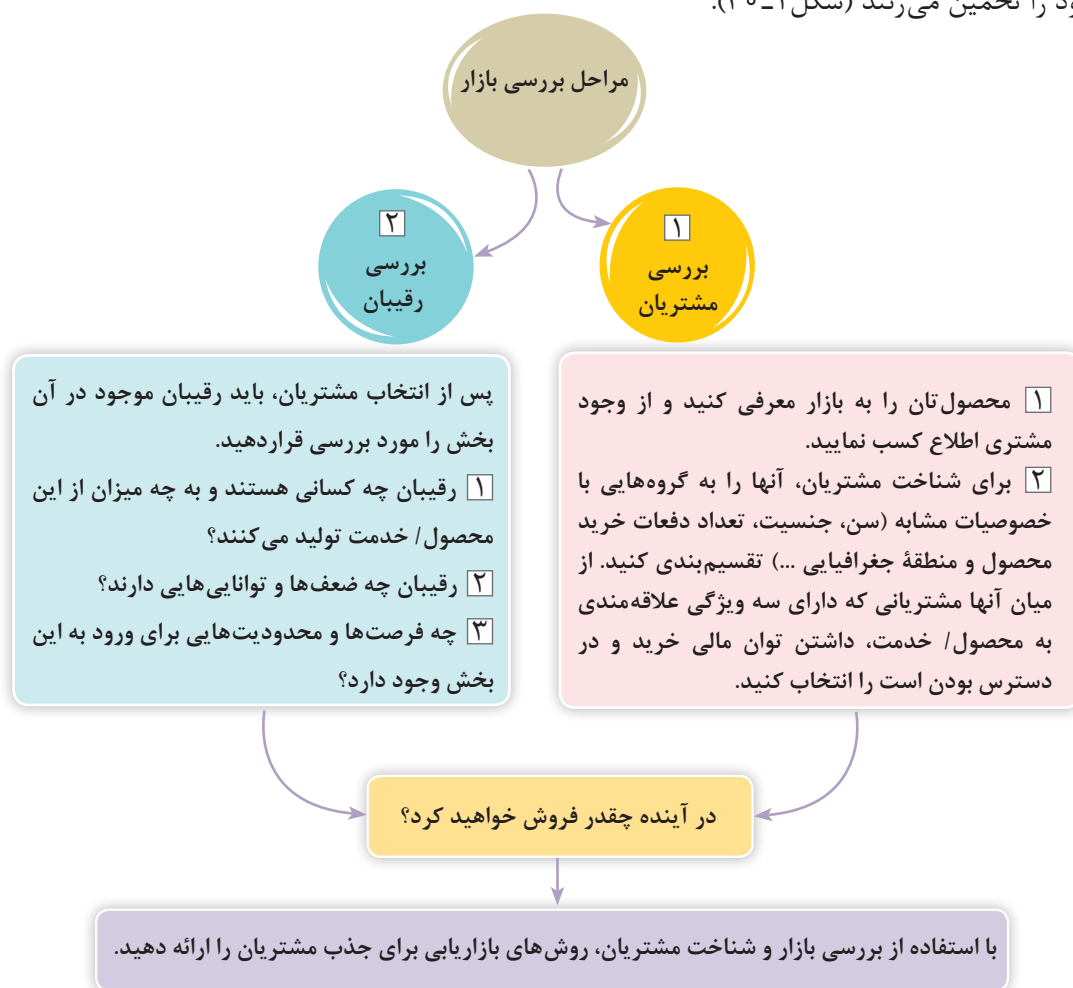 را تخمین می‌زنند (شکل ۱ـ۳۰).
مراحل بررسی بازار
۱
بررسی
مشتریان
۱ محصول‌تان را به بازار معرفی کنید و از وجود
مشتری اطلاع کسب نمایید.
۲ برای شناخت مشتریان، آنها را به گروه‌هایی با
خصوصیات مشابه (سن، جنسیت، تعداد دفعات خرید
محصول و منطقۀ جغرافیایی ...) تقسیم‌بندی کنید. از
میان آنها مشتریانی که دارای سه ویژگی علاقه‌مندی
به محصول/ خدمت، داشتن توان مالی خرید و در
دسترس بودن است را انتخاب کنید.
۲
بررسی
رقیبان
پس از انتخاب مشتریان، باید رقیبان موجود در آن
بخش را مورد بررسی قراردهید.
۱ رقیبان چه کسانی هستند و به چه میزان از این
محصول/ خدمت تولید می‌کنند؟
۲ رقیبان چه ضعف‌ها و توانایی‌هایی دارند؟
۳ چه فرصت‌ها و محدودیت‌هایی برای ورود به این
بخش وجود دارد؟
در آینده چقدر فروش خواهید کرد؟
با استفاده از بررسی بازار و شناخت مشتریان، روش‌های بازاریابی برای جذب مشتریان را ارائه دهید.